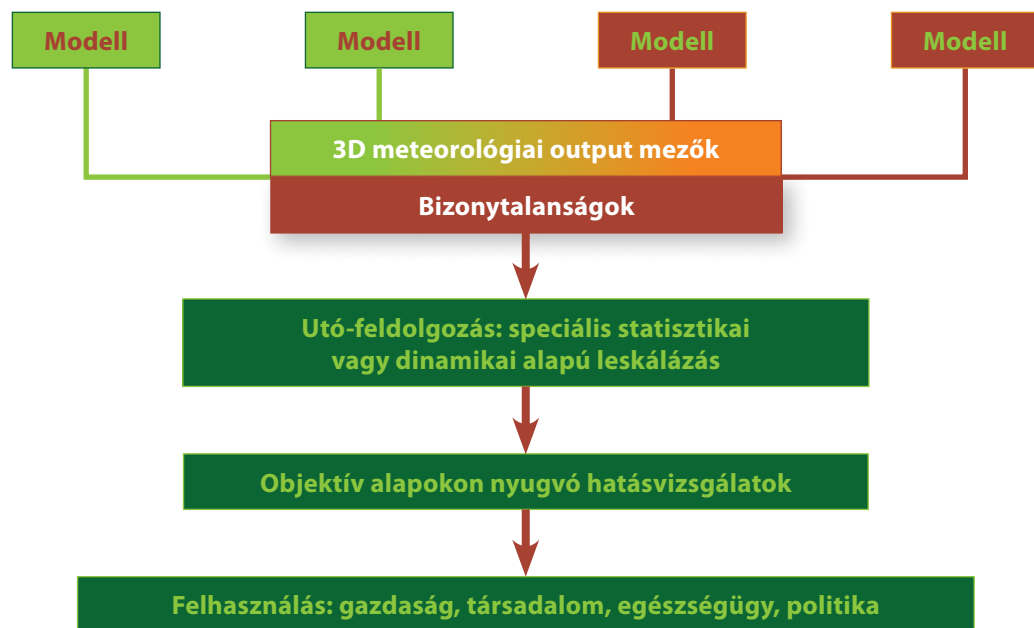 Modell
Modell
Modell
Modell
3D meteorológiai output mezők
Bizonytalanságok
Utó-feldolgozás: speciális statisztikai
vagy dinamikai alapú leskálázás
Objektív alapokon nyugvó hatásvizsgálatok
Felhasználás: gazdaság, társadalom, egészségügy, politika